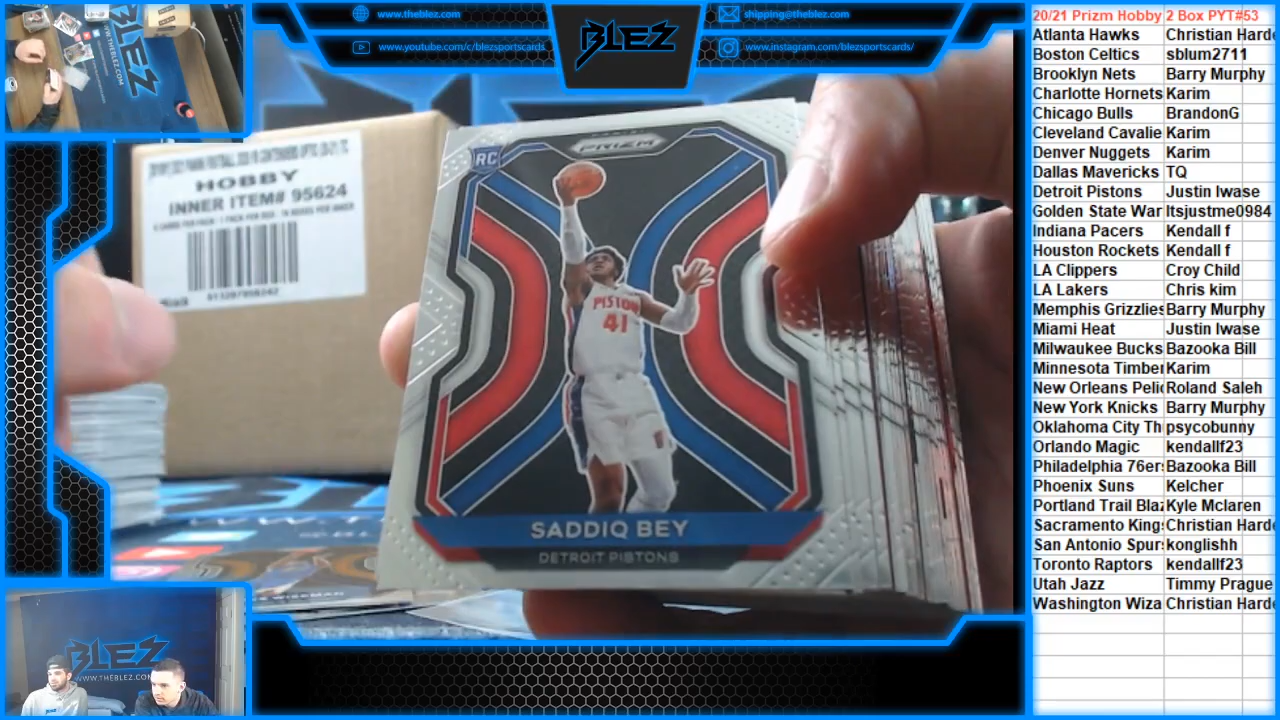 www.theblez.com
BLEZ
shipping@theblez.com
www.youtube.com/c/blezsportscards
www.instagram.com/blezsportscards/
HOBBY
INNER ITEM# 95624
RC
PANINI
PRIZM
PISTONS
41
SADDIQ BEY
DETROIT PISTONS
BLEZ
BLEZ
WWW.THEBLEZ.COM
20/21 Prizm Hobby 2 Box PYT#53
Atlanta Hawks Christian Hard
Boston Celtics sblum2711
Brooklyn Nets Barry Murphy
Charlotte Hornets Karim
Chicago Bulls BrandonG
Cleveland Cavalie Karim
Denver Nuggets Karim
Dallas Mavericks TQ
Detroit Pistons Justin Iwase
Golden State War Itsjustme0984
Indiana Pacers Kendall f
Houston Rockets Kendall f
LA Clippers Croy Child
LA Lakers Chris kim
Memphis Grizzlies Barry Murphy
Miami Heat Justin Iwase
Milwaukee Bucks Bazooka Bill
Minnesota Timber Karim
New Orleans Peli Roland Saleh
New York Knicks Barry Murphy
Oklahoma City Th psycobunny
Orlando Magic kendallf23
Philadelphia 76er Bazooka Bill
Phoenix Suns Kelcher
Portland Trail Bla Kyle Mclaren
Sacramento King Christian Hard
San Antonio Spur konglishh
Toronto Raptors kendallf23
Utah Jazz Timmy Prague
Washington Wiza Christian Hard